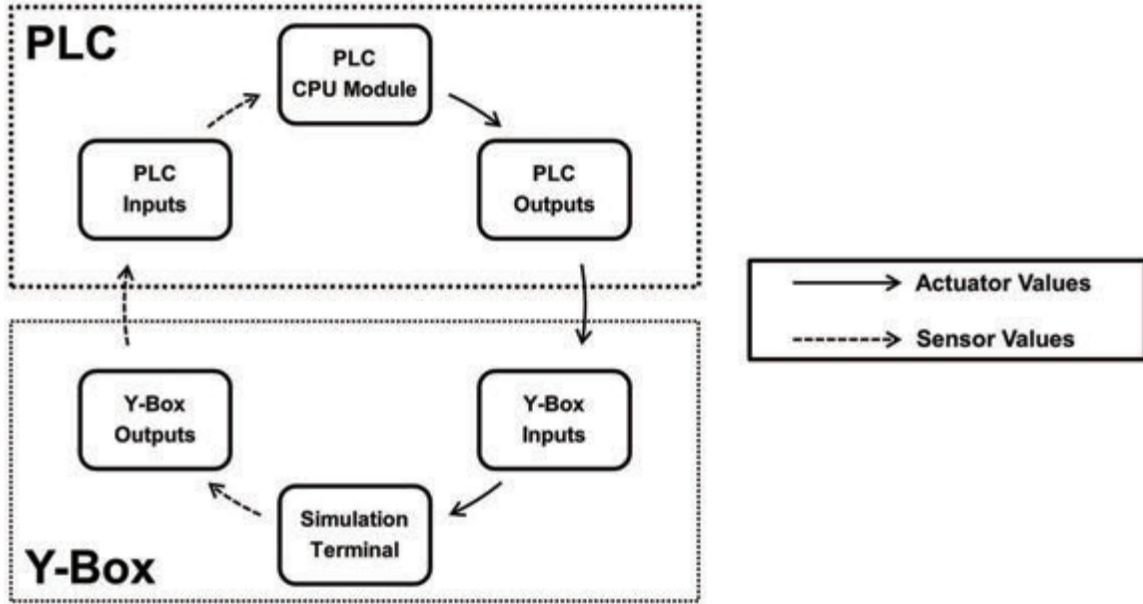 PLC
PLC
CPU Module
PLC
Inputs
PLC
Outputs
Actuator Values
Sensor Values
Y-Box
Outputs
Y-Box
Inputs
Simulation
Terminal
Y-Box